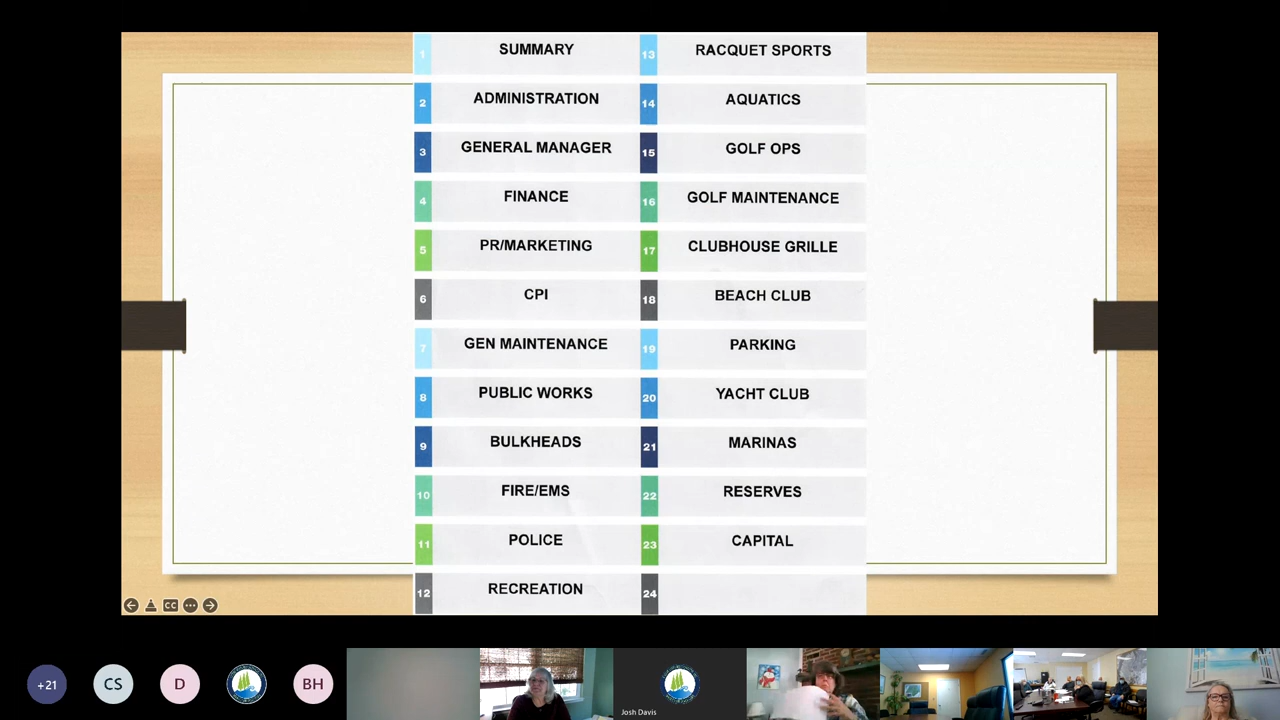 1 SUMMARY
2 ADMINISTRATION
3 GENERAL MANAGER
4 FINANCE
5 PR/MARKETING
6 CPI
7 GEN MAINTENANCE
8 PUBLIC WORKS
9 BULKHEADS
10 FIRE/EMS
11 POLICE
12 RECREATION
13 RACQUET SPORTS
14 AQUATICS
15 GOLF OPS
16 GOLF MAINTENANCE
17 CLUBHOUSE GRILLE
18 BEACH CLUB
19 PARKING
20 YACHT CLUB
21 MARINAS
22 RESERVES
23 CAPITAL
24
CC
+21
CS
D
BH
Josh Davis